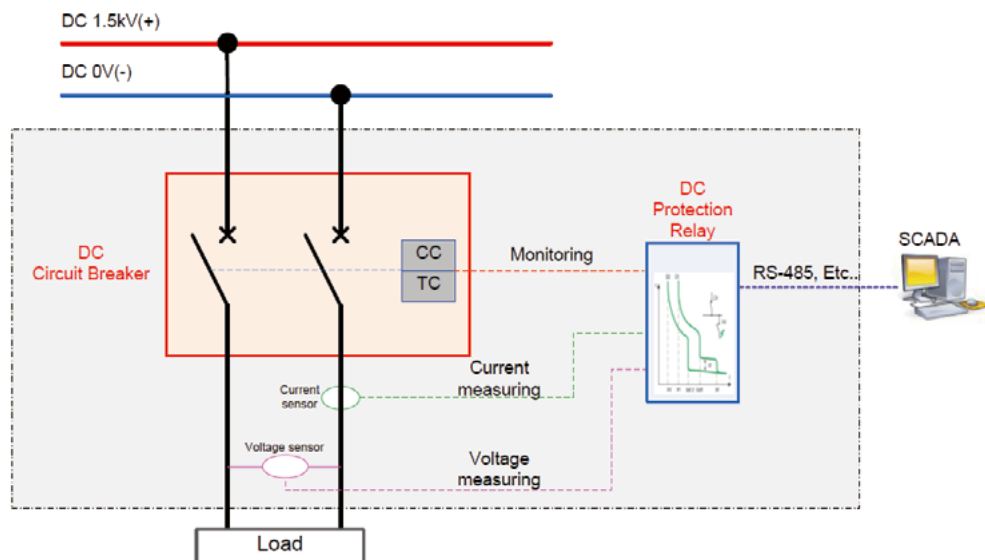 DC 1.5kV(+)
DC 0V(-)
DC
Circuit Breaker
CC
TC
Monitoring
DC
Protection
Relay
RS-485, Etc..
SCADA
Current
sensor
Current
measuring
Voltage sensor
Voltage
measuring
Load